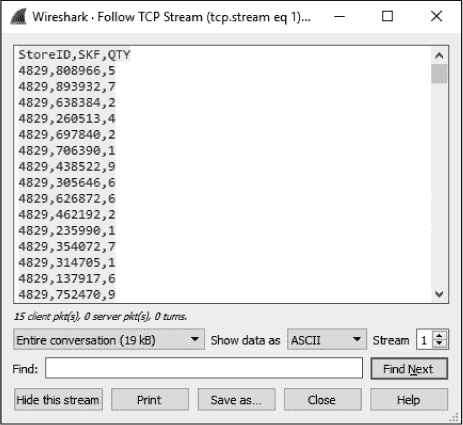 Wireshark · Follow TCP Stream (tcp.stream eq 1)...
StoreID,SKF,QTY
4829,808966,5
4829,893932,7
4829,638384,2
4829,260513,4
4829,697840,2
4829,706390,1
4829,438522,9
4829,305646,6
4829,626872,6
4829,462192,2
4829,235990,1
4829,354072,7
4829,314705,1
4829,137917,6
4829,752470,9
15 client pkt(s), 0 server pkt(s), 0 turns.
Entire conversation (19 kB) Show data as ASCII Stream 1
Find: Find Next
Hide this stream Print Save as... Close Help